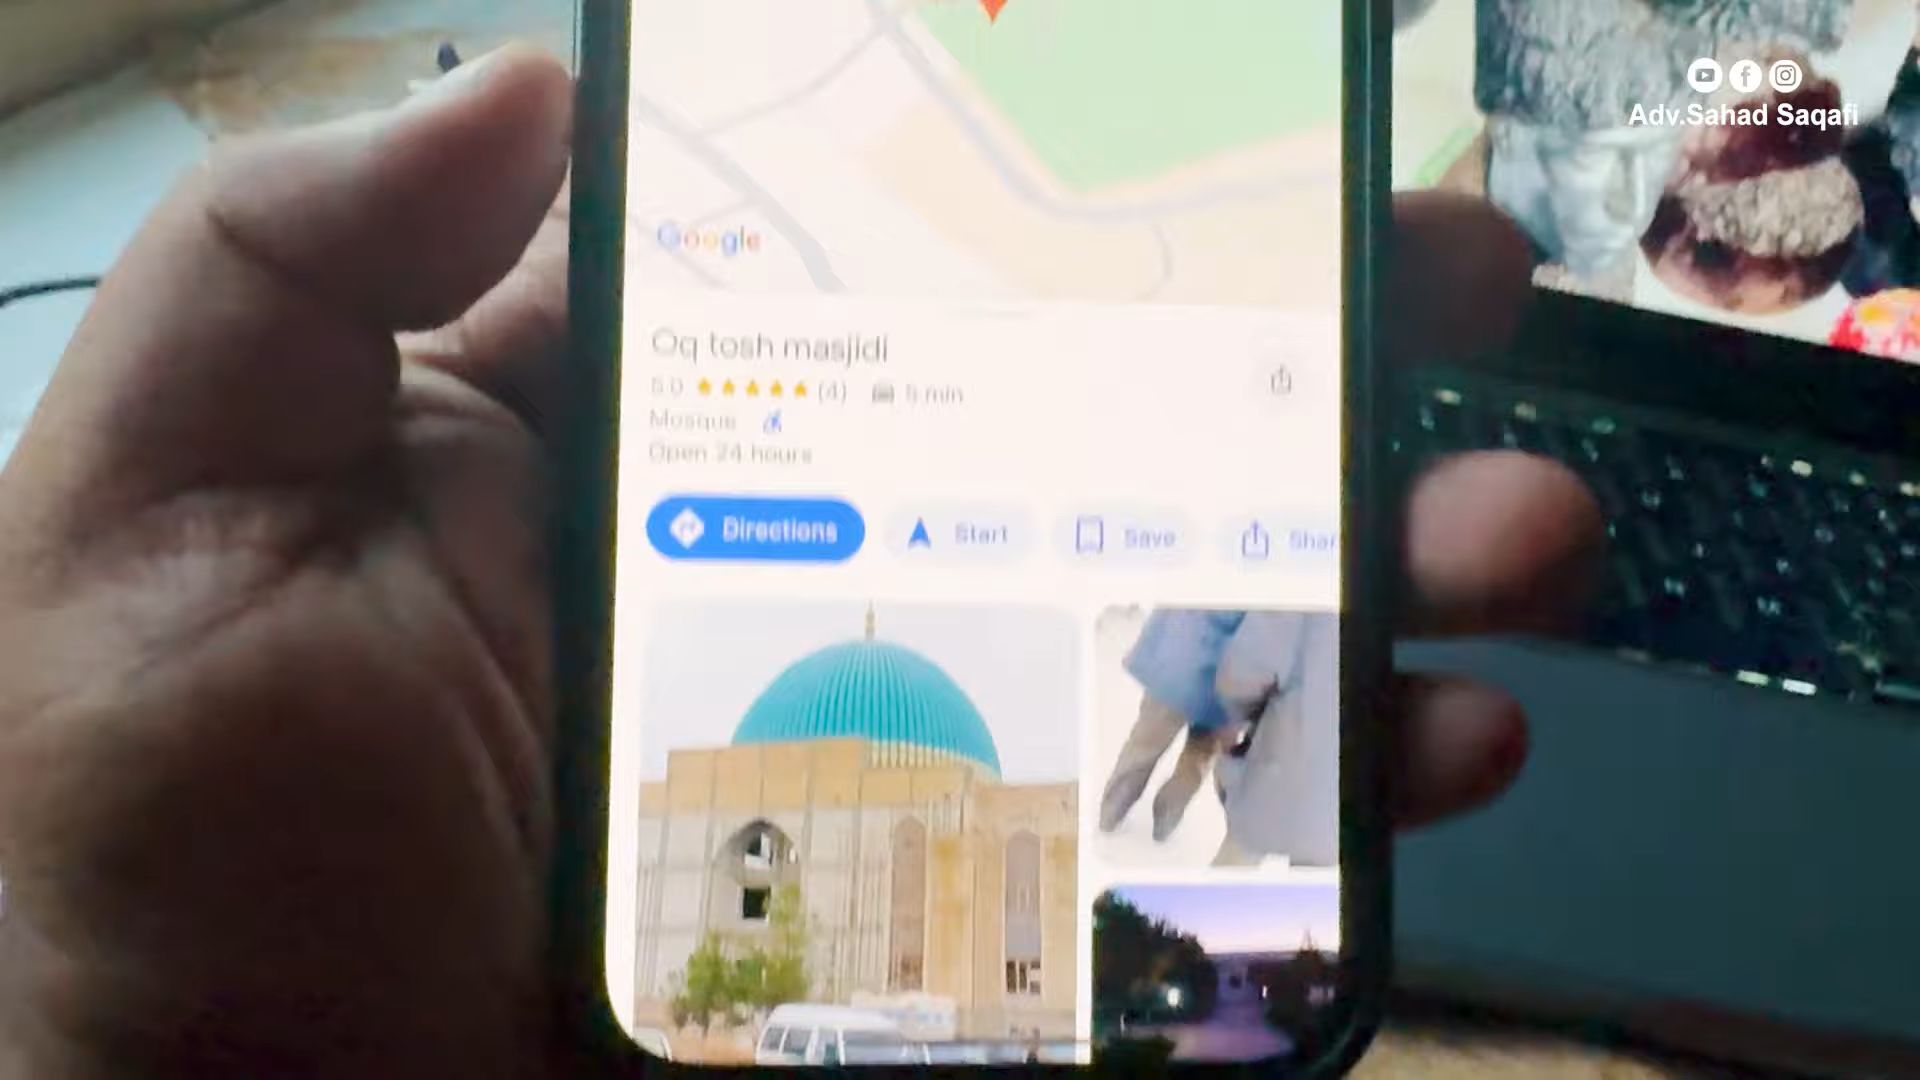 Adv.Sahad Saqafi
Google
Oq tosh masjidi
5.0 (4) 5 min
Mosque
Open 24 hours
Directions Start Save Shar